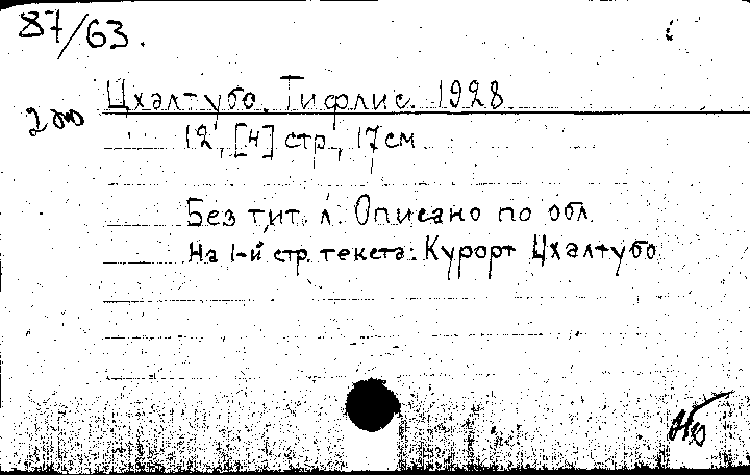 87/63.
Цхалтубо. Тифлис. 1928
12, [4] стр., 17 см
Без тит. л. Описано по обл.
На 1-й стр. текста: Курорт Цхалтубо